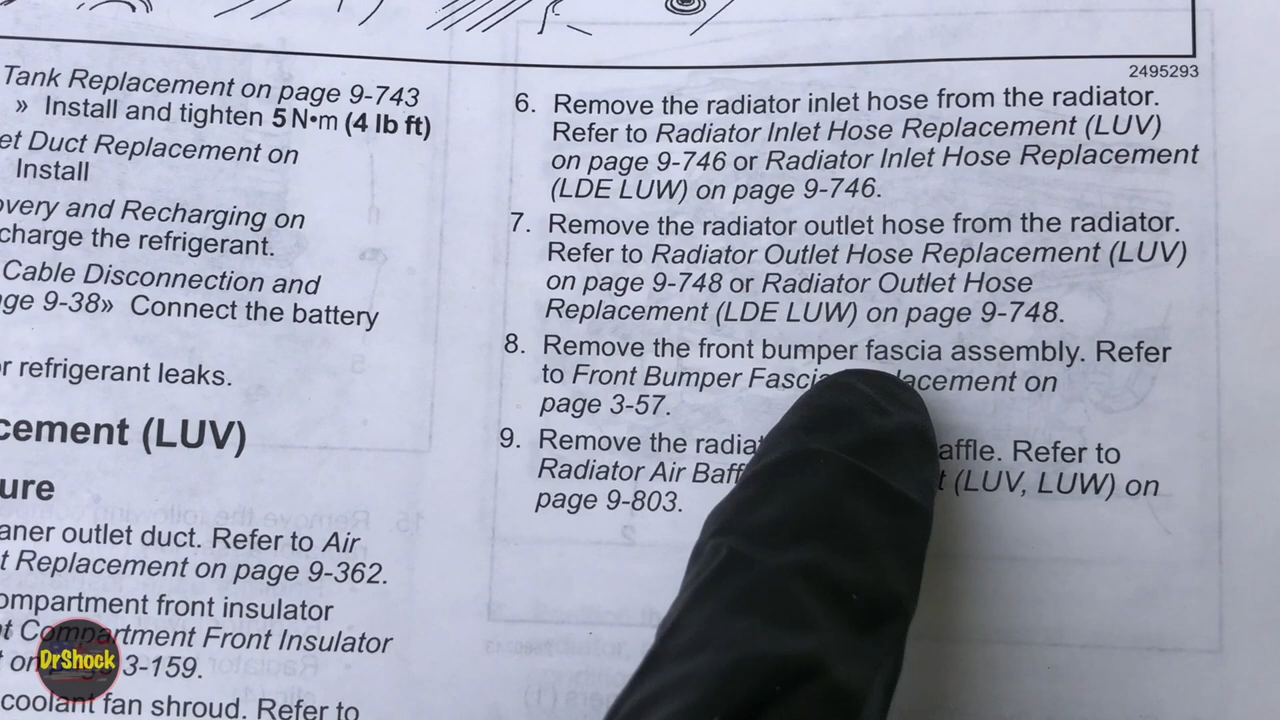 2495293
Tank Replacement on page 9-743
» Install and tighten 5 N•m (4 lb ft)
et Duct Replacement on
Install
overy and Recharging on
charge the refrigerant.
Cable Disconnection and
ge 9-38» Connect the battery
r refrigerant leaks.
cement (LUV)
ure
aner outlet duct. Refer to Air
t Replacement on page 9-362.
ompartment front insulator
t Compartment Front Insulator
t on page 3-159.
coolant fan shroud. Refer to
6. Remove the radiator inlet hose from the radiator.
Refer to Radiator Inlet Hose Replacement (LUV)
on page 9-746 or Radiator Inlet Hose Replacement
(LDE LUW) on page 9-746.
7. Remove the radiator outlet hose from the radiator.
Refer to Radiator Outlet Hose Replacement (LUV)
on page 9-748 or Radiator Outlet Hose
Replacement (LDE LUW) on page 9-748.
8. Remove the front bumper fascia assembly. Refer
to Front Bumper Fascia lacement on
page 3-57.
9. Remove the radiat affle. Refer to
Radiator Air Baff t (LUV, LUW) on
page 9-803.
DrShock